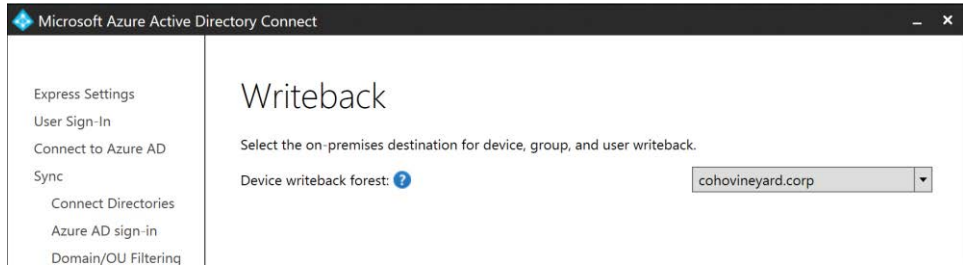 Microsoft Azure Active Directory Connect
Express Settings
User Sign-In
Connect to Azure AD
Sync
Connect Directories
Azure AD sign-in
Domain/OU Filtering
Writeback
Select the on-premises destination for device, group, and user writeback.
Device writeback forest: ?
cohovineyard.corp